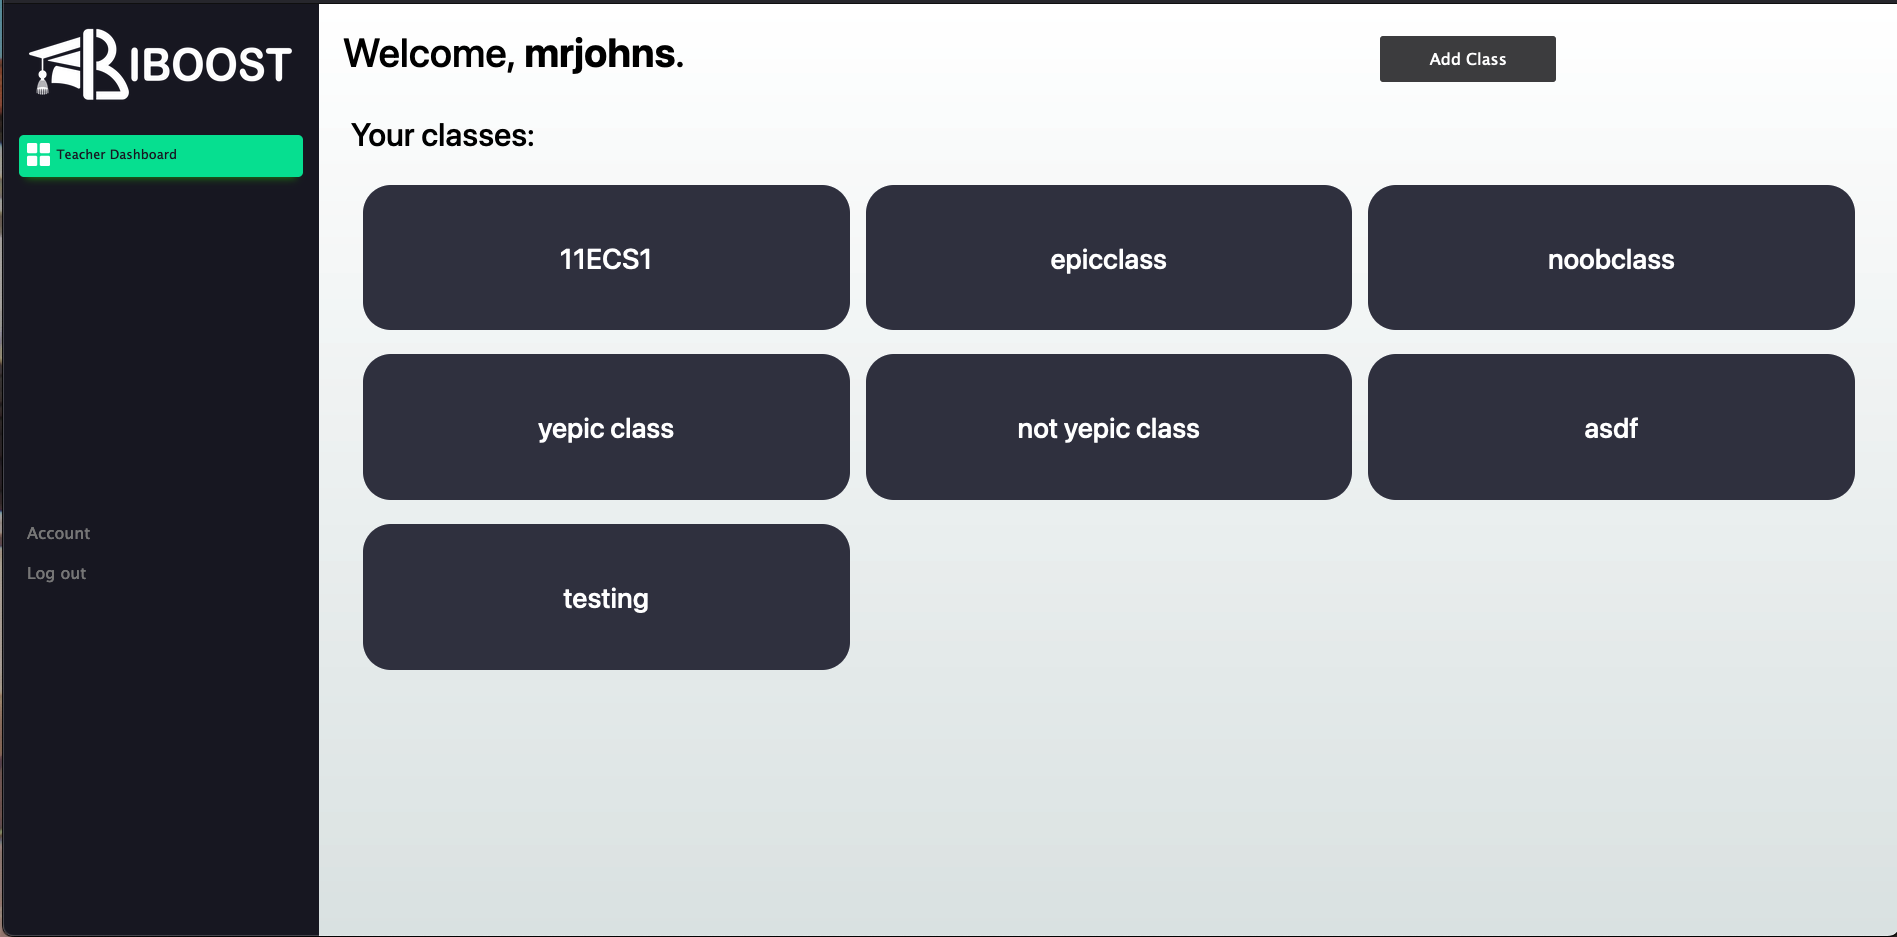 BIBOOST
Teacher Dashboard
Account
Log out
Welcome, mrjohns.
Add Class
Your classes:
11ECS1
epicclass
noobclass
yepic class
not yepic class
asdf
testing